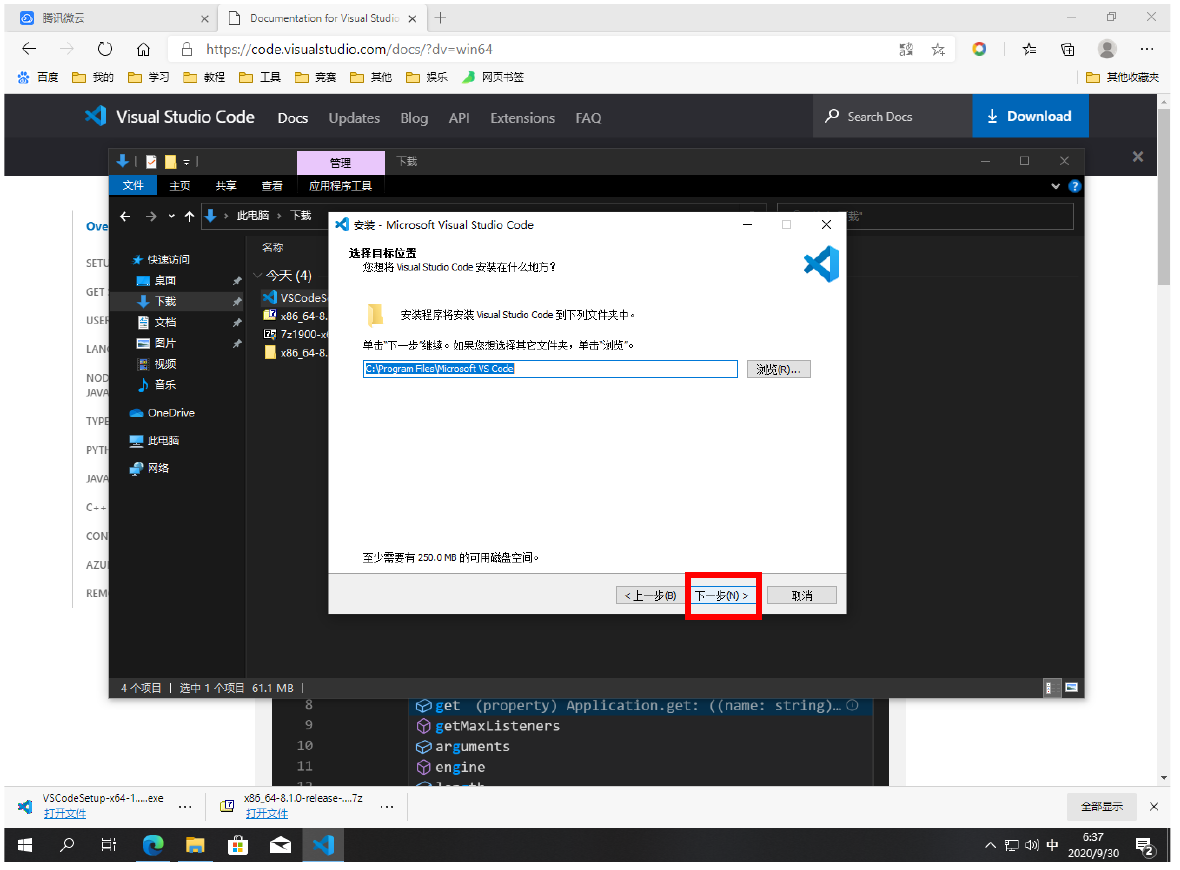 腾讯微云
Documentation for Visual Studio
https://code.visualstudio.com/docs/?dv=win64
百度 我的 学习 教程 工具 竞赛 其他 娱乐 网页书签 其他收藏夹
Visual Studio Code Docs Updates Blog API Extensions FAQ Search Docs Download
管理 下载
文件 主页 共享 查看 应用程序工具
此电脑 > 下载
Ove
SETU
GET
USER
LAN
NOD
JAVA
TYPE
PYTH
JAVA
C++
CON
AZU
REM
快速访问
桌面
下载
文档
图片
视频
音乐
OneDrive
此电脑
网络
名称
今天 (4)
VSCodeS
x86_64-8.
7z1900-x
x86_64-8.
安装 - Microsoft Visual Studio Code
选择目标位置
您想将 Visual Studio Code 安装在什么地方?
安装程序将安装 Visual Studio Code 到下列文件夹中。
单击“下一步”继续。如果您想选择其它文件夹，单击“浏览”。
C:\Program Files\Microsoft VS Code
浏览(R)...
至少需要有 250.0 MB 的可用磁盘空间。
< 上一步(B) 下一步(N) > 取消
4 个项目 选中 1 个项目 61.1 MB
8 get (property) Application.get: ((name: string)…
9 getMaxListeners
10 arguments
11 engine
VSCodeSetup-x64-1.....exe
打开文件
x86_64-8.1.0-release-....7z
打开文件
全部显示
中
6:37
2020/9/30
2